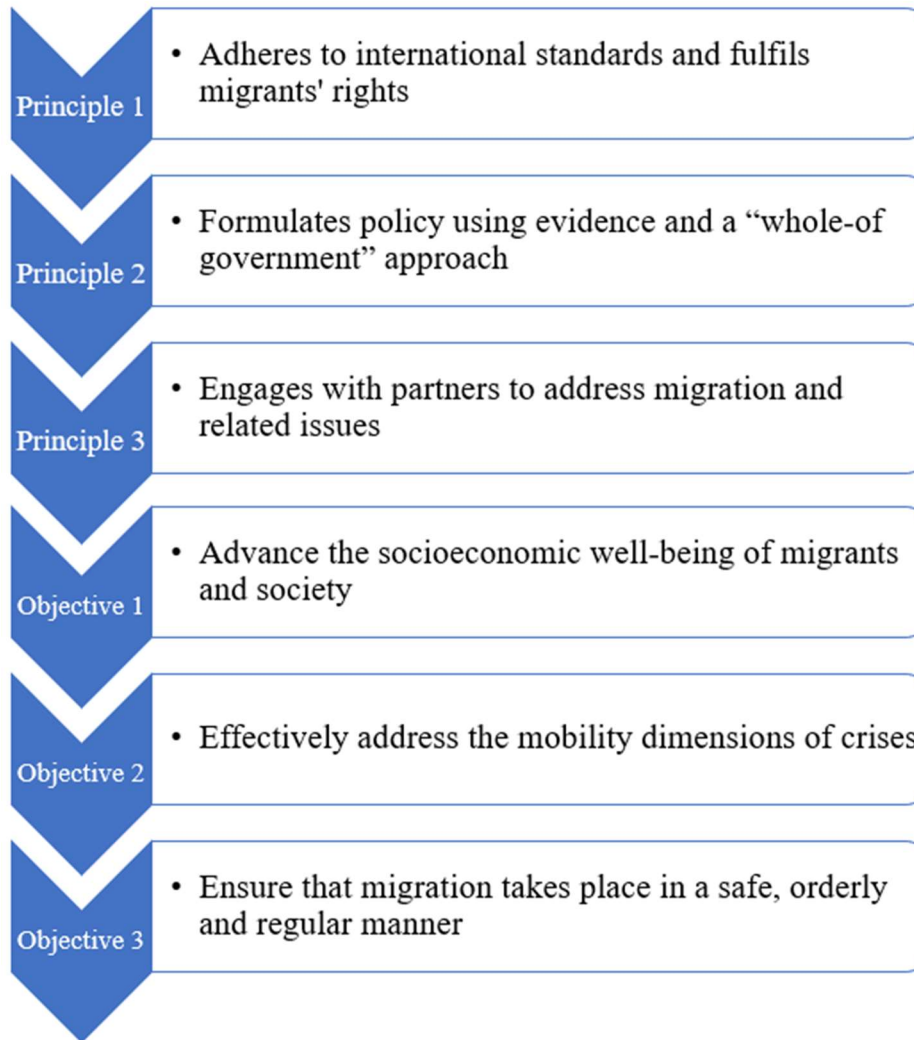 Principle 1
• Adheres to international standards and fulfils
migrants' rights
Principle 2
• Formulates policy using evidence and a “whole-of
government” approach
Principle 3
• Engages with partners to address migration and
related issues
Objective 1
• Advance the socioeconomic well-being of migrants
and society
Objective 2
• Effectively address the mobility dimensions of crises
Objective 3
• Ensure that migration takes place in a safe, orderly
and regular manner